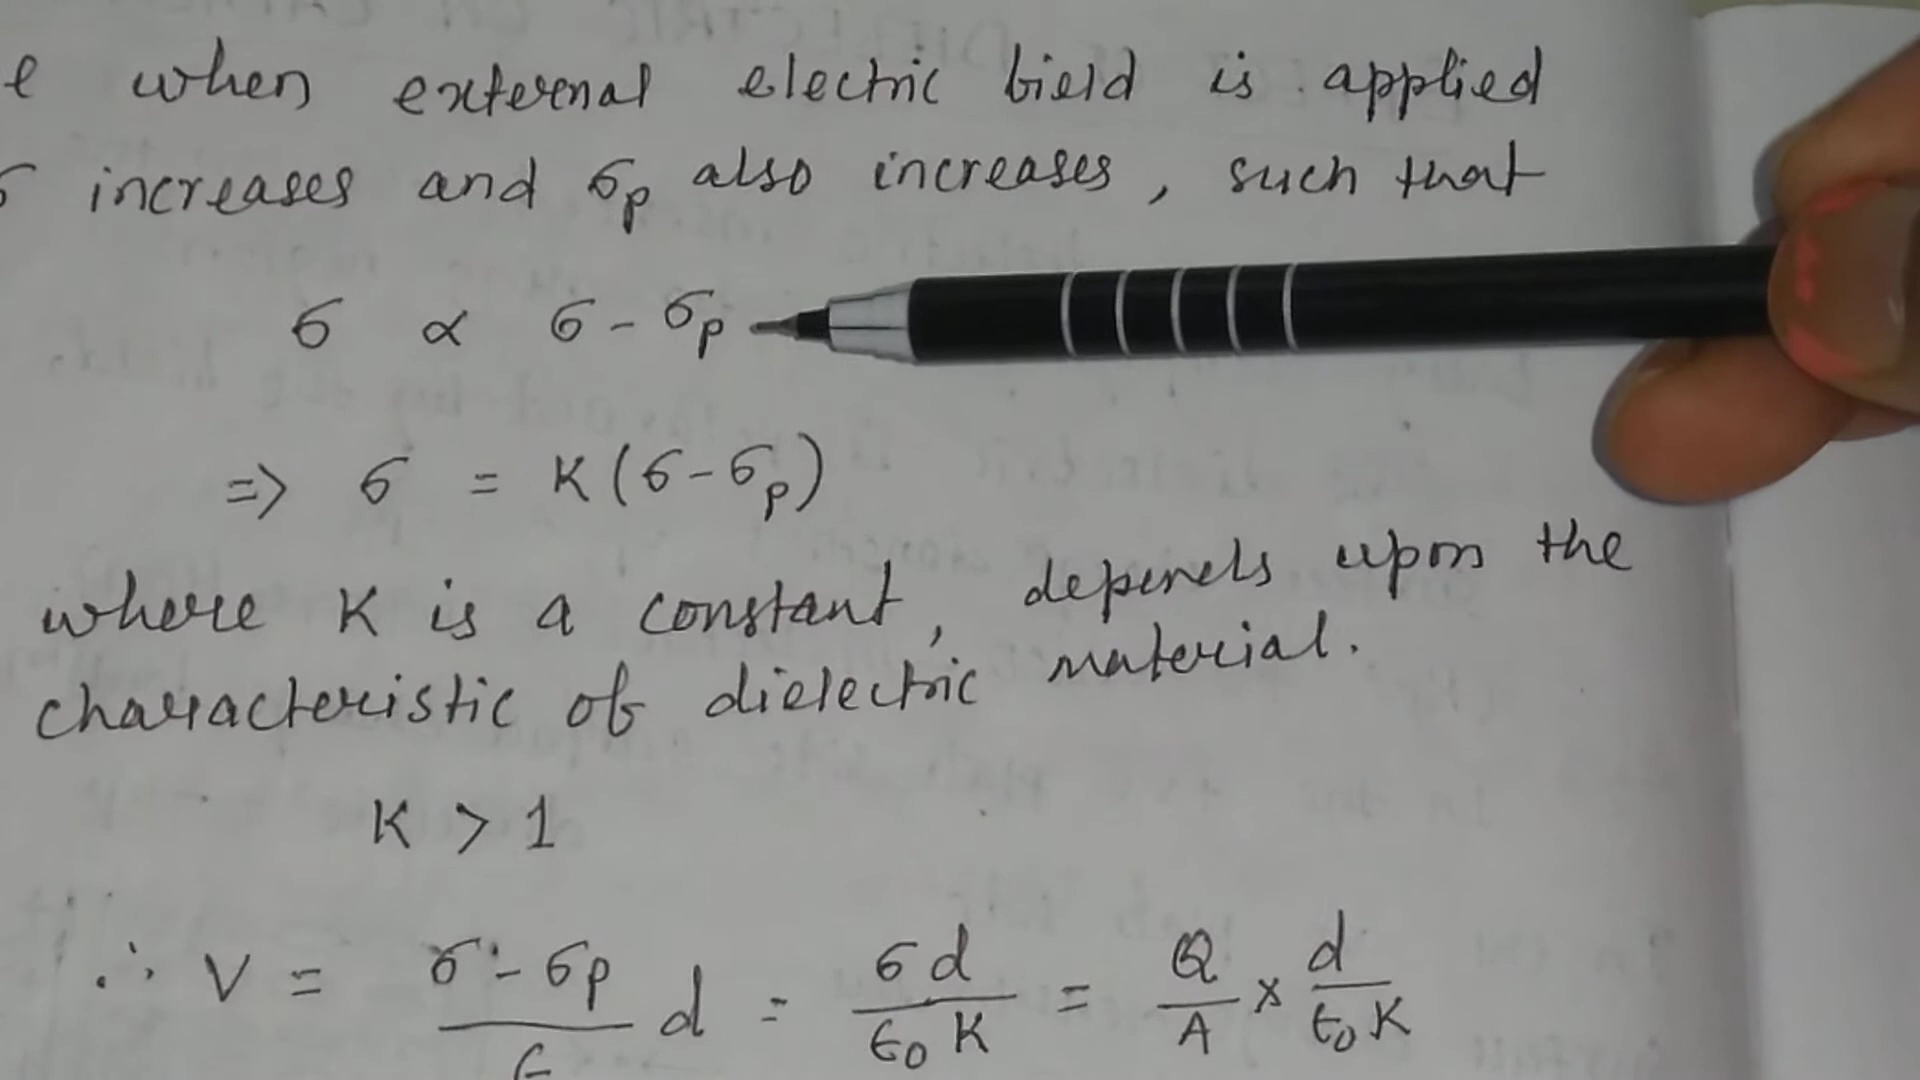 when external electric field is applied
σ increases and σp also increases, such that
σ ∝ σ - σp
=> σ = K(σ-σp)
where K is a constant, depends upon the
characteristic of dielectric material.
K > 1
∴ V = (σ - σp)/ε d = σd/ε0 K = Q/A × d/ε0 K